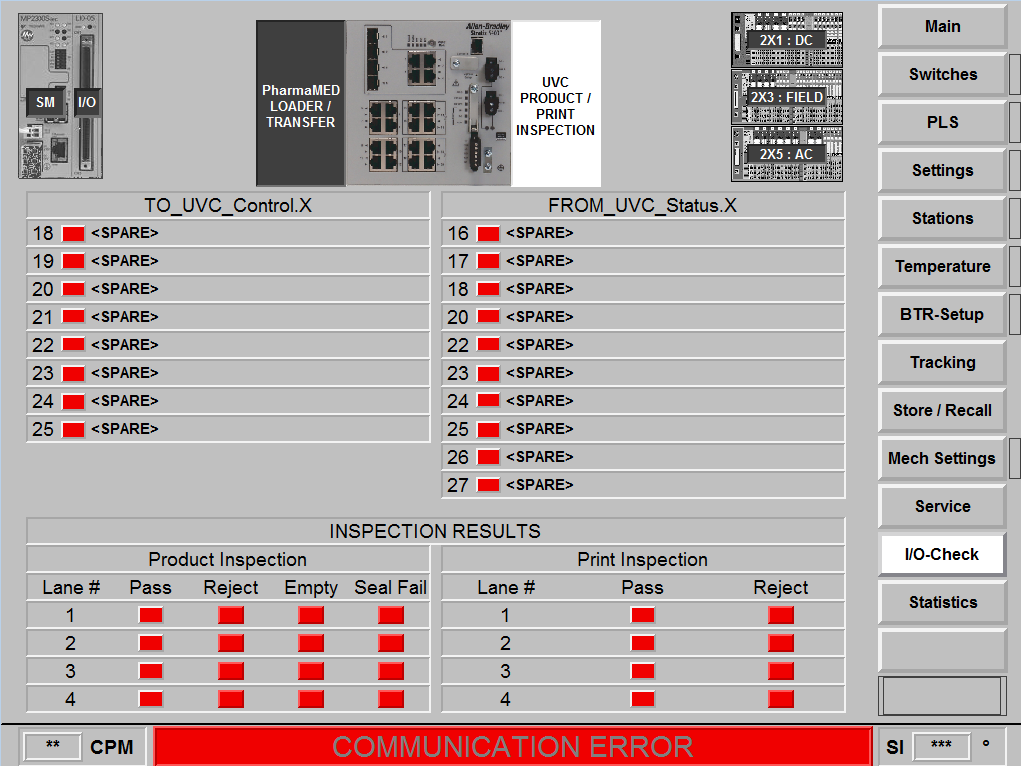 MP2300Siec LIO-05
SM I/O
PharmaMED
LOADER /
TRANSFER
Allen-Bradley
Stratix
UVC
PRODUCT /
PRINT
INSPECTION
2X1 : DC
2X3 : FIELD
2X5 : AC
TO_UVC_Control.X
18 <SPARE>
19 <SPARE>
20 <SPARE>
21 <SPARE>
22 <SPARE>
23 <SPARE>
24 <SPARE>
25 <SPARE>
FROM_UVC_Status.X
16 <SPARE>
17 <SPARE>
18 <SPARE>
20 <SPARE>
22 <SPARE>
23 <SPARE>
24 <SPARE>
25 <SPARE>
26 <SPARE>
27 <SPARE>
INSPECTION RESULTS
Product Inspection
Lane # Pass Reject Empty Seal Fail
1
2
3
4
Print Inspection
Lane # Pass Reject
1
2
3
4
Main
Switches
PLS
Settings
Stations
Temperature
BTR-Setup
Tracking
Store / Recall
Mech Settings
Service
I/O-Check
Statistics
** CPM
COMMUNICATION ERROR
SI *** °